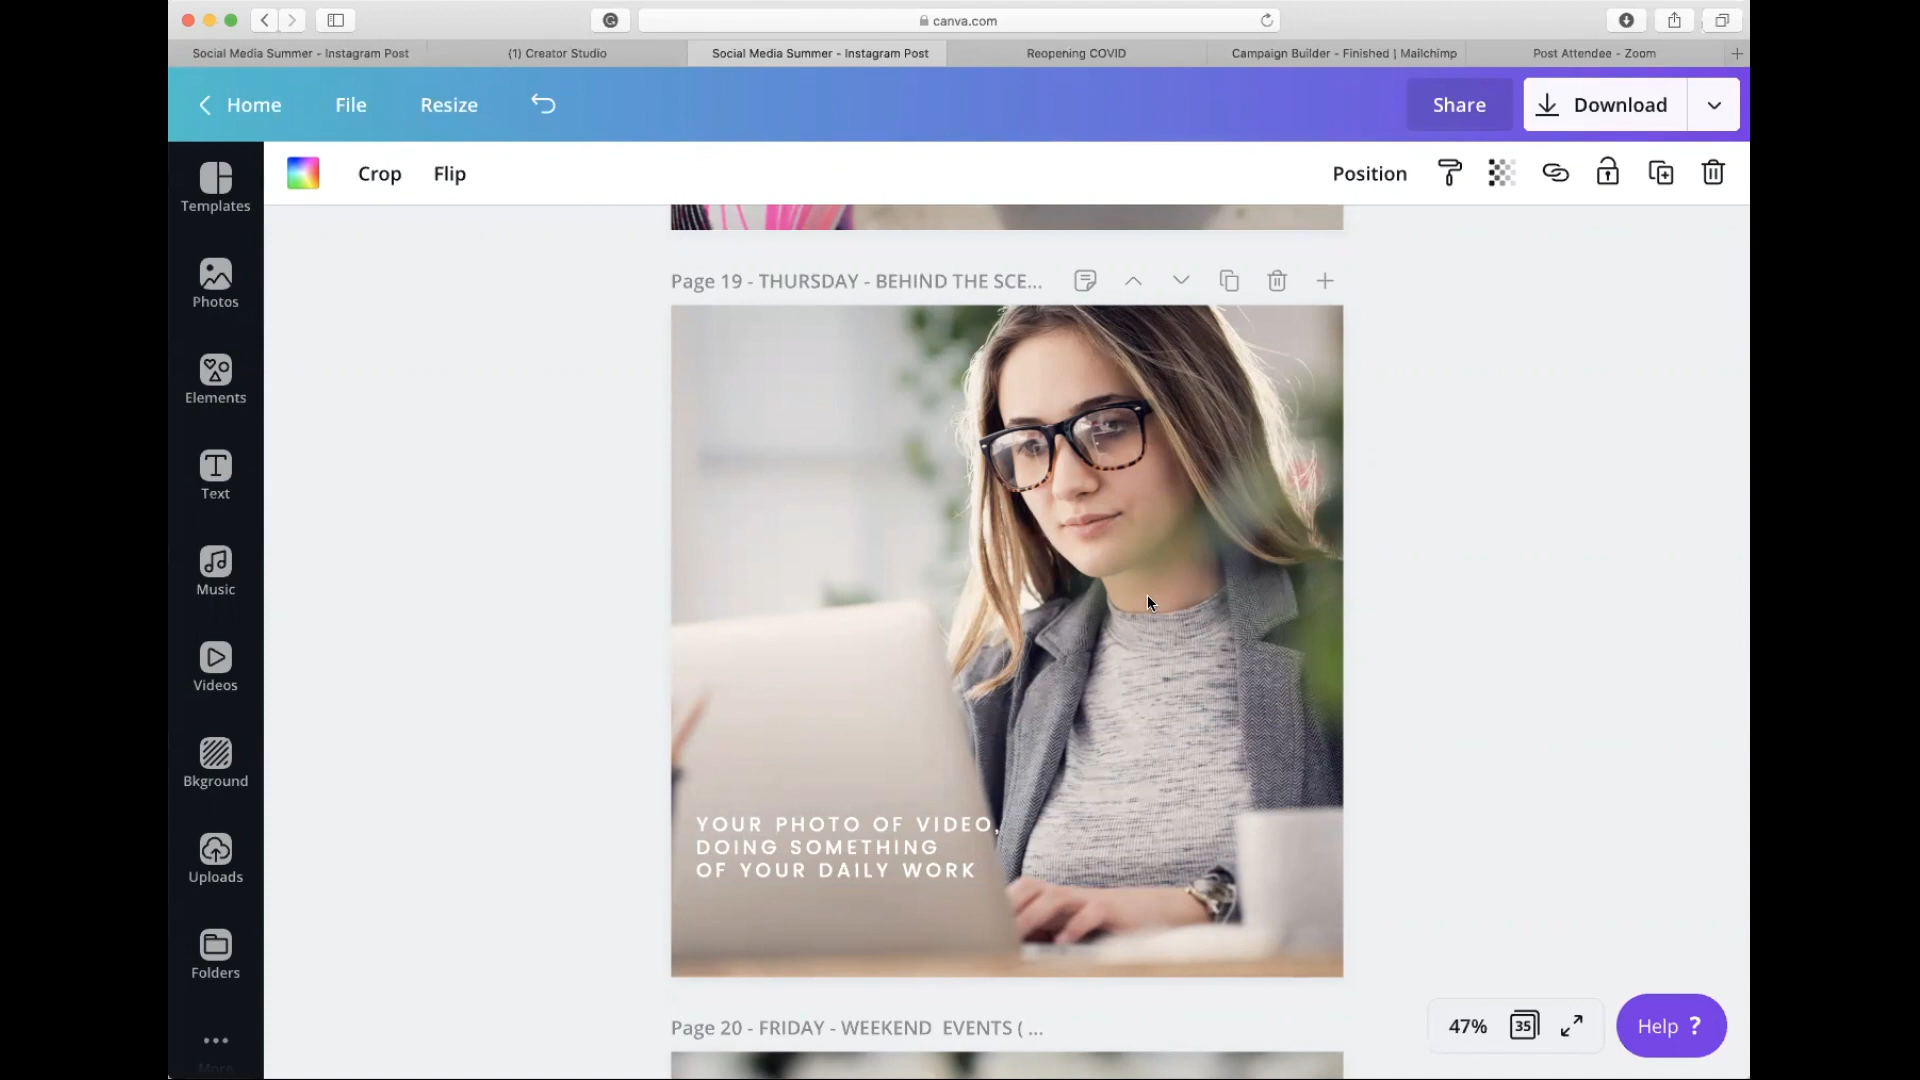 canva.com
Social Media Summer - Instagram Post
(1) Creator Studio
Social Media Summer - Instagram Post
Reopening COVID
Campaign Builder - Finished | Mailchimp
Post Attendee - Zoom
Home
File
Resize
Share
Download
Crop
Flip
Position
Templates
Photos
Elements
Text
Music
Videos
Bkground
Uploads
Folders
More
Page 19 - THURSDAY - BEHIND THE SCE...
YOUR PHOTO OF VIDEO,
DOING SOMETHING
OF YOUR DAILY WORK
Page 20 - FRIDAY - WEEKEND EVENTS ( ...
47%
35
Help ?